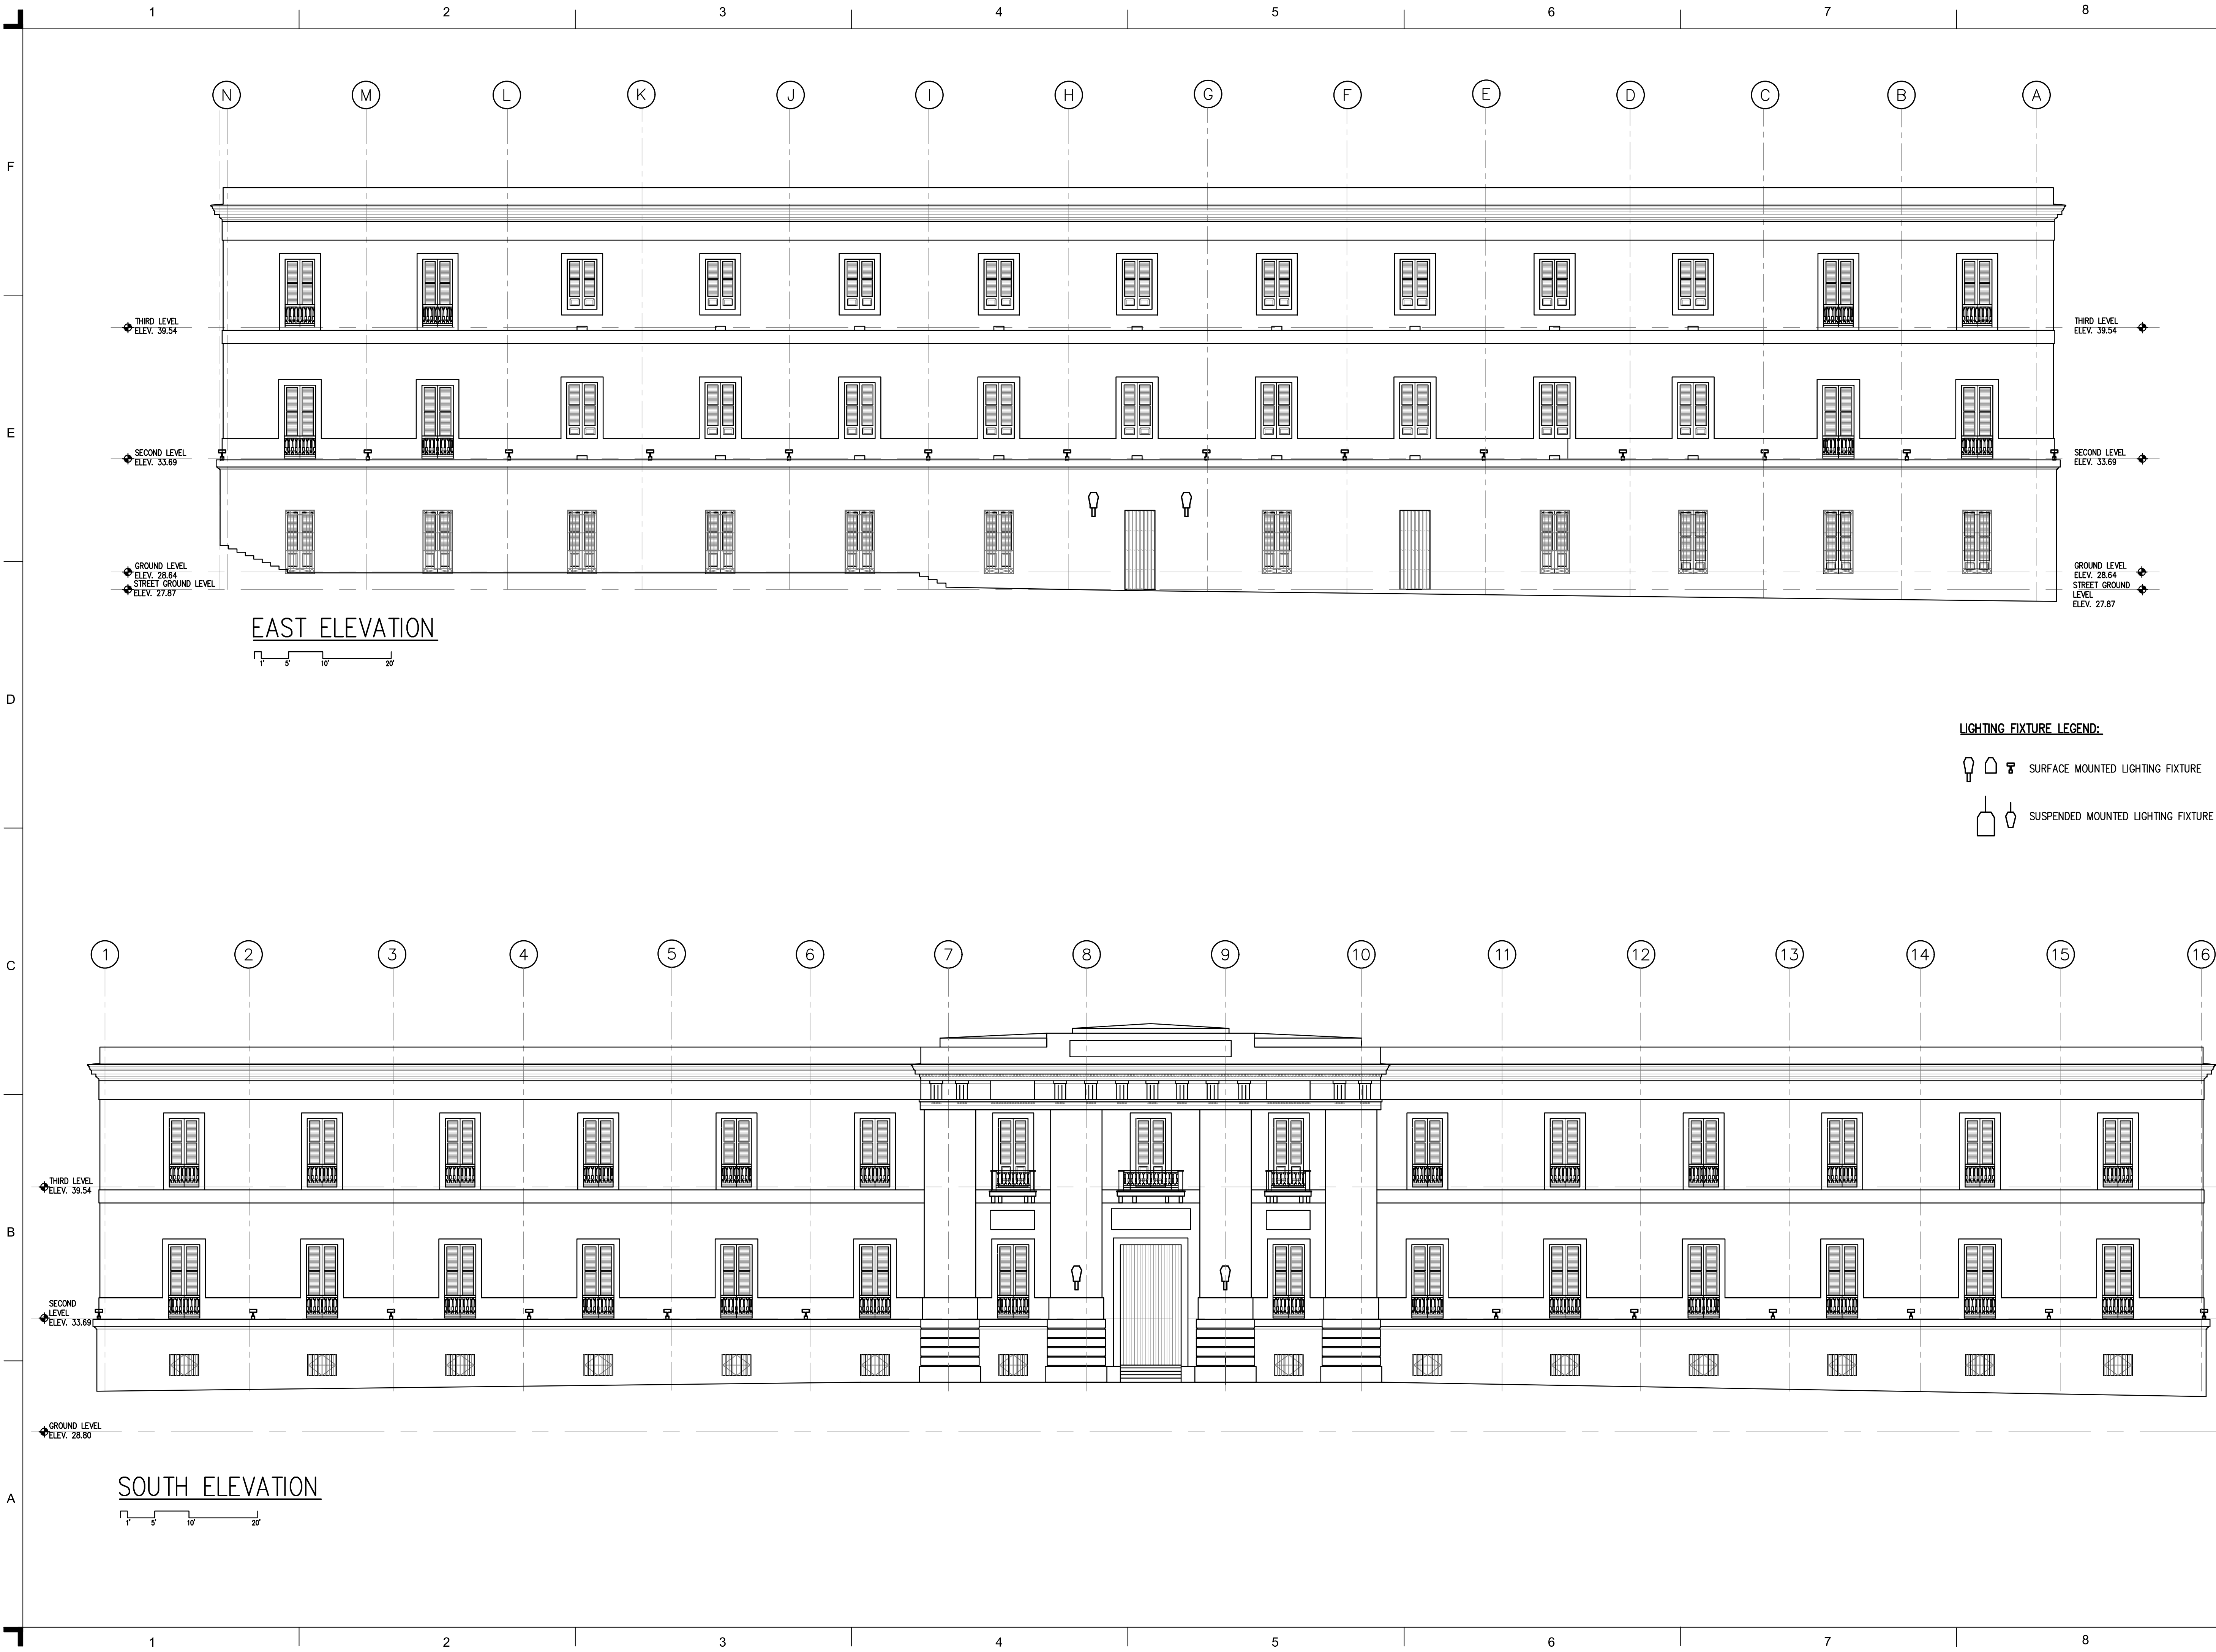 1 2 3 4 5 6 7 8
N M L K J I H G F E D C B A
F
THIRD LEVEL
ELEV. 39.54
THIRD LEVEL
ELEV. 39.54
E
SECOND LEVEL
ELEV. 33.69
SECOND LEVEL
ELEV. 33.69
GROUND LEVEL
ELEV. 28.64
STREET GROUND LEVEL
ELEV. 27.87
GROUND LEVEL
ELEV. 28.64
STREET GROUND
LEVEL
ELEV. 27.87
EAST ELEVATION
1' 5' 10' 20'
D
LIGHTING FIXTURE LEGEND:
SURFACE MOUNTED LIGHTING FIXTURE
SUSPENDED MOUNTED LIGHTING FIXTURE
C
1 2 3 4 5 6 7 8 9 10 11 12 13 14 15 16
THIRD LEVEL
ELEV. 39.54
B
SECOND
LEVEL
ELEV. 33.69
GROUND LEVEL
ELEV. 28.80
SOUTH ELEVATION
A
1' 5' 10' 20'
1 2 3 4 5 6 7 8